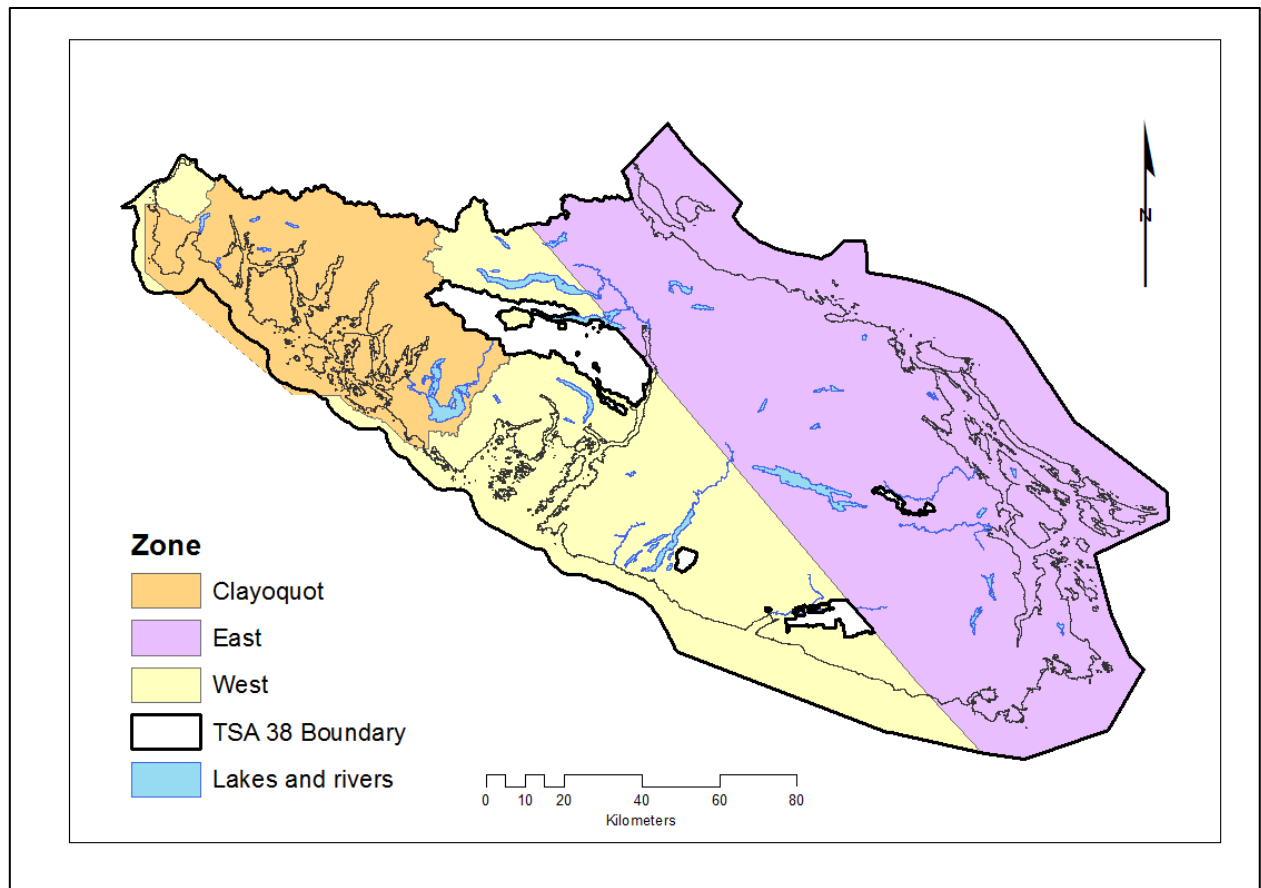 N
Zone
Clayoquot
East
West
TSA 38 Boundary
Lakes and rivers
0 10 20 40 60 80
Kilometers